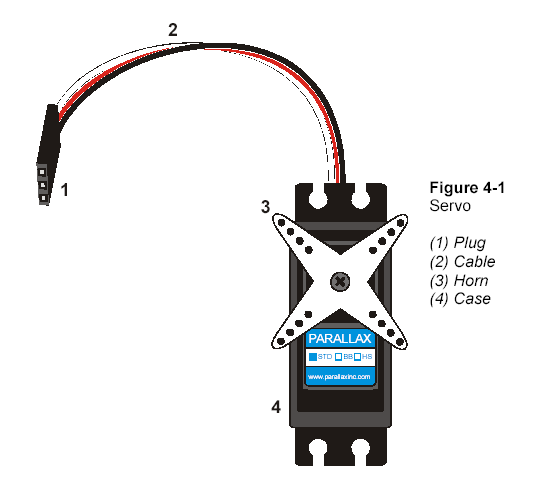 2
1
3
Figure 4-1
Servo
(1) Plug
(2) Cable
(3) Horn
(4) Case
PARALLAX
STD BB HS
www.parallaxinc.com
4